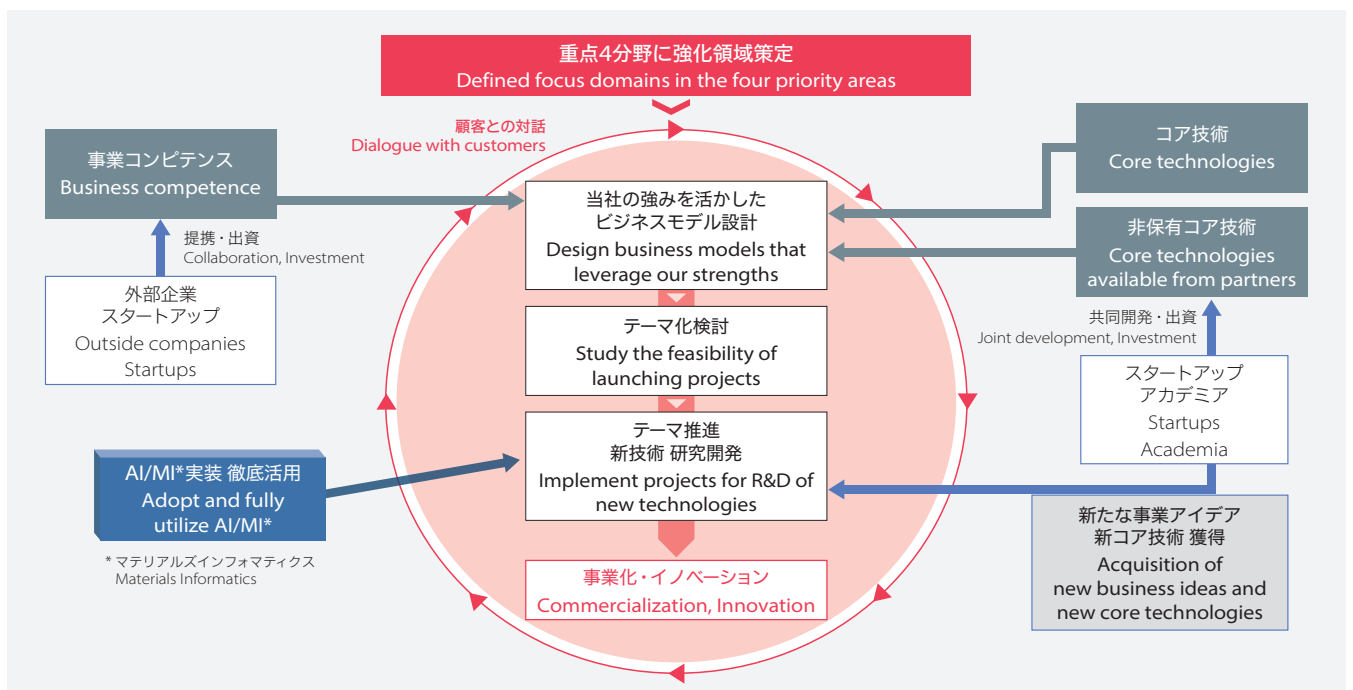 重点4分野に強化領域策定
Defined focus domains in the four priority areas
顧客との対話
Dialogue with customers
事業コンピテンス
Business competence
提携・出資
Collaboration, Investment
外部企業
スタートアップ
Outside companies
Startups
AI/MI*実装 徹底活用
Adopt and fully
utilize AI/MI*
* マテリアルズインフォマティクス
Materials Informatics
当社の強みを活かした
ビジネスモデル設計
Design business models that
leverage our strengths
テーマ化検討
Study the feasibility of
launching projects
テーマ推進
新技術 研究開発
Implement projects for R&D of
new technologies
事業化・イノベーション
Commercialization, Innovation
コア技術
Core technologies
非保有コア技術
Core technologies
available from partners
共同開発・出資
Joint development, Investment
スタートアップ
アカデミア
Startups
Academia
新たな事業アイデア
新コア技術 獲得
Acquisition of
new business ideas and
new core technologies